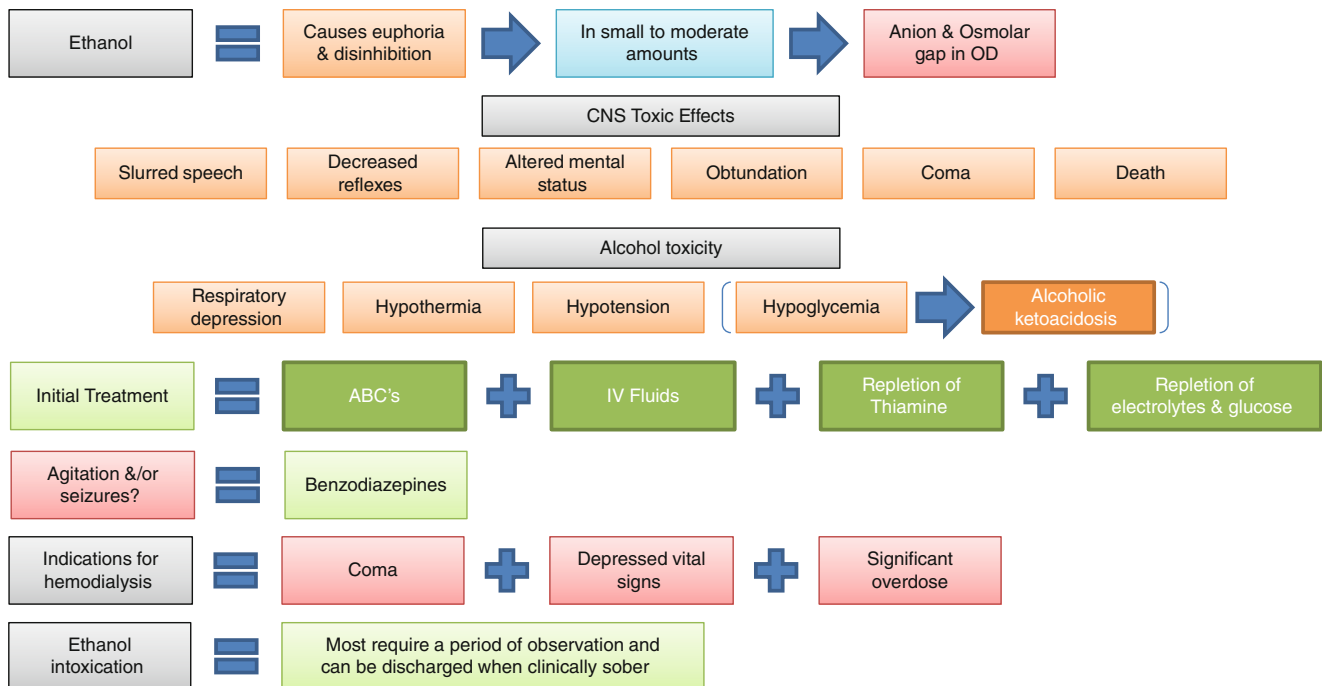 Ethanol
Causes euphoria
& disinhibition
In small to moderate
amounts
Anion & Osmolar
gap in OD
CNS Toxic Effects
Slurred speech
Decreased
reflexes
Altered mental
status
Obtundation
Coma
Death
Alcohol toxicity
Respiratory
depression
Hypothermia
Hypotension
Hypoglycemia
Alcoholic
ketoacidosis
Initial Treatment
ABC’s
IV Fluids
Repletion of
Thiamine
Repletion of
electrolytes & glucose
Agitation &/or
seizures?
Benzodiazepines
Indications for
hemodialysis
Coma
Depressed vital
signs
Significant
overdose
Ethanol
intoxication
Most require a period of observation and
can be discharged when clinically sober